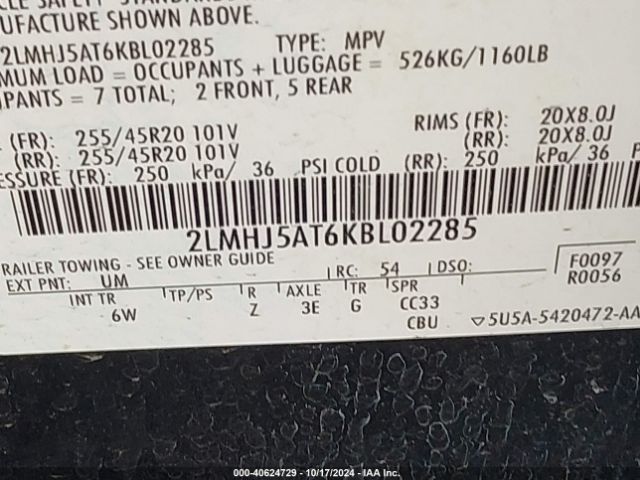 VEHICLE SAFETY STANDARDS
UFACTURE SHOWN ABOVE.
2LMHJ5AT6KBL02285 TYPE: MPV
MUM LOAD = OCCUPANTS + LUGGAGE = 526KG/1160LB
UPANTS = 7 TOTAL; 2 FRONT, 5 REAR
(FR): 255/45R20 101V RIMS (FR): 20X8.0J
(RR): 255/45R20 101V (RR): 20X8.0J
ESSURE (FR): 250 kPa/ 36 PSI COLD (RR): 250 kPa/ 36 P
2LMHJ5AT6KBL02285
RAILER TOWING - SEE OWNER GUIDE
EXT PNT: UM RC: 54 DSO: F0097
R0056
INT TR TP/PS R AXLE TR SPR
6W Z 3E G CC33
CBU ▽5U5A-5420472-AA
000-40624729 - 10/17/2024 - IAA Inc.